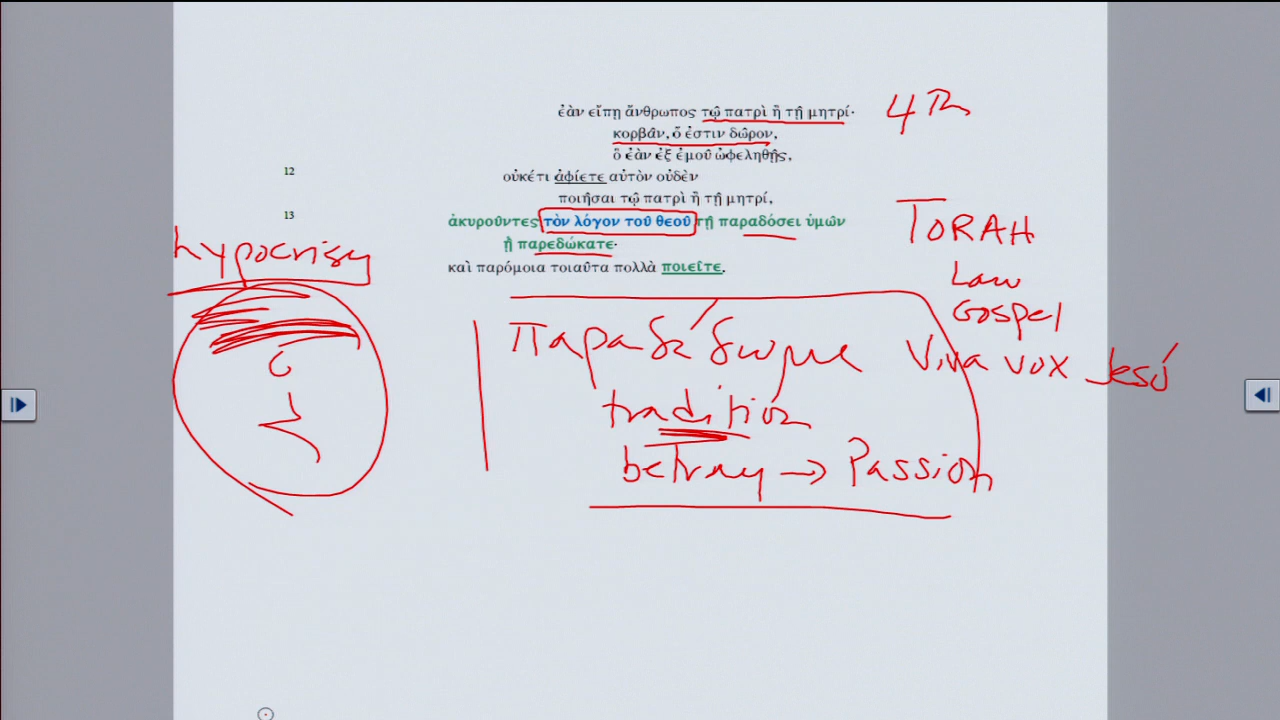 ἐὰν εἴπῃ ἄνθρωπος τῷ πατρὶ ἢ τῇ μητρί·
4th
κορβᾶν, ὅ ἐστιν δῶρον,
ὃ ἐὰν ἐξ ἐμοῦ ὠφεληθῇς,
12 οὐκέτι ἀφίετε αὐτὸν οὐδὲν
ποιῆσαι τῷ πατρὶ ἢ τῇ μητρί,
13 ἀκυροῦντες τὸν λόγον τοῦ θεοῦ τῇ παραδόσει ὑμῶν
ᾗ παρεδώκατε·
καὶ παρόμοια τοιαῦτα πολλὰ ποιεῖτε.
hypocrisy
TORAH
Law
Gospel
Viva vox Jesú
tradition
betray → Passion